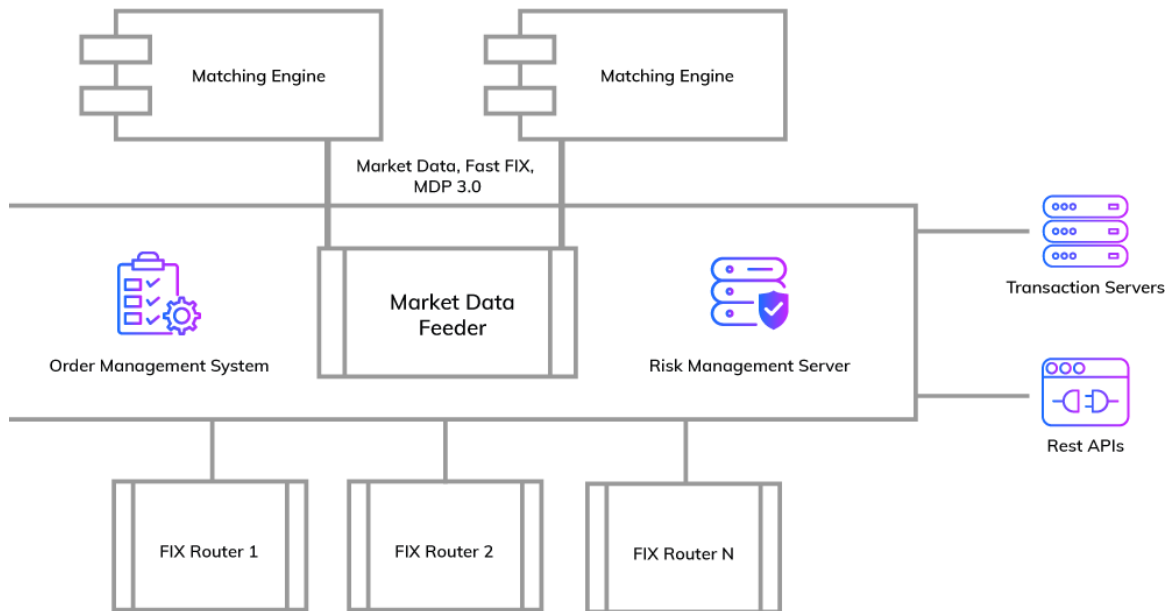 Matching Engine
Matching Engine
Market Data, Fast FIX,
MDP 3.0
Market Data
Feeder
Order Management System
Risk Management Server
Transaction Servers
Rest APIs
FIX Router 1
FIX Router 2
FIX Router N